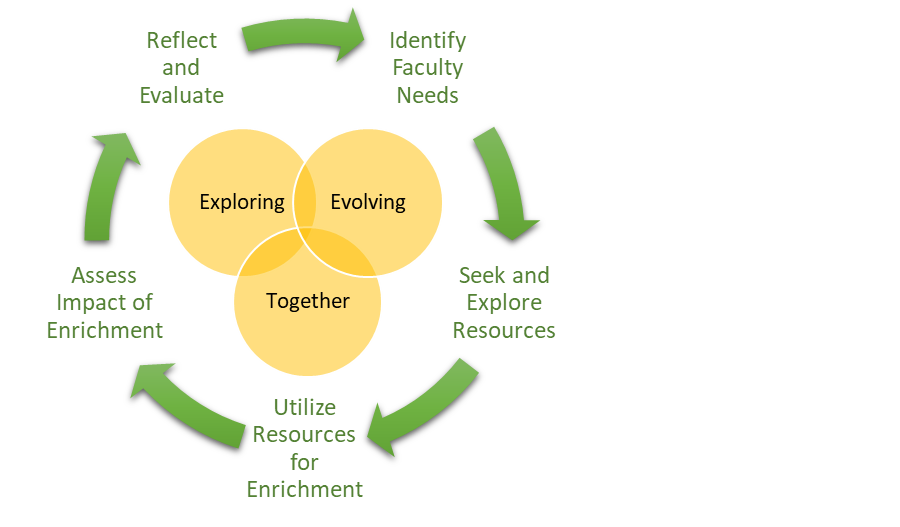 Reflect
and
Evaluate
Identify
Faculty
Needs
Exploring
Evolving
Together
Assess
Impact of
Enrichment
Seek and
Explore
Resources
Utilize
Resources
for
Enrichment